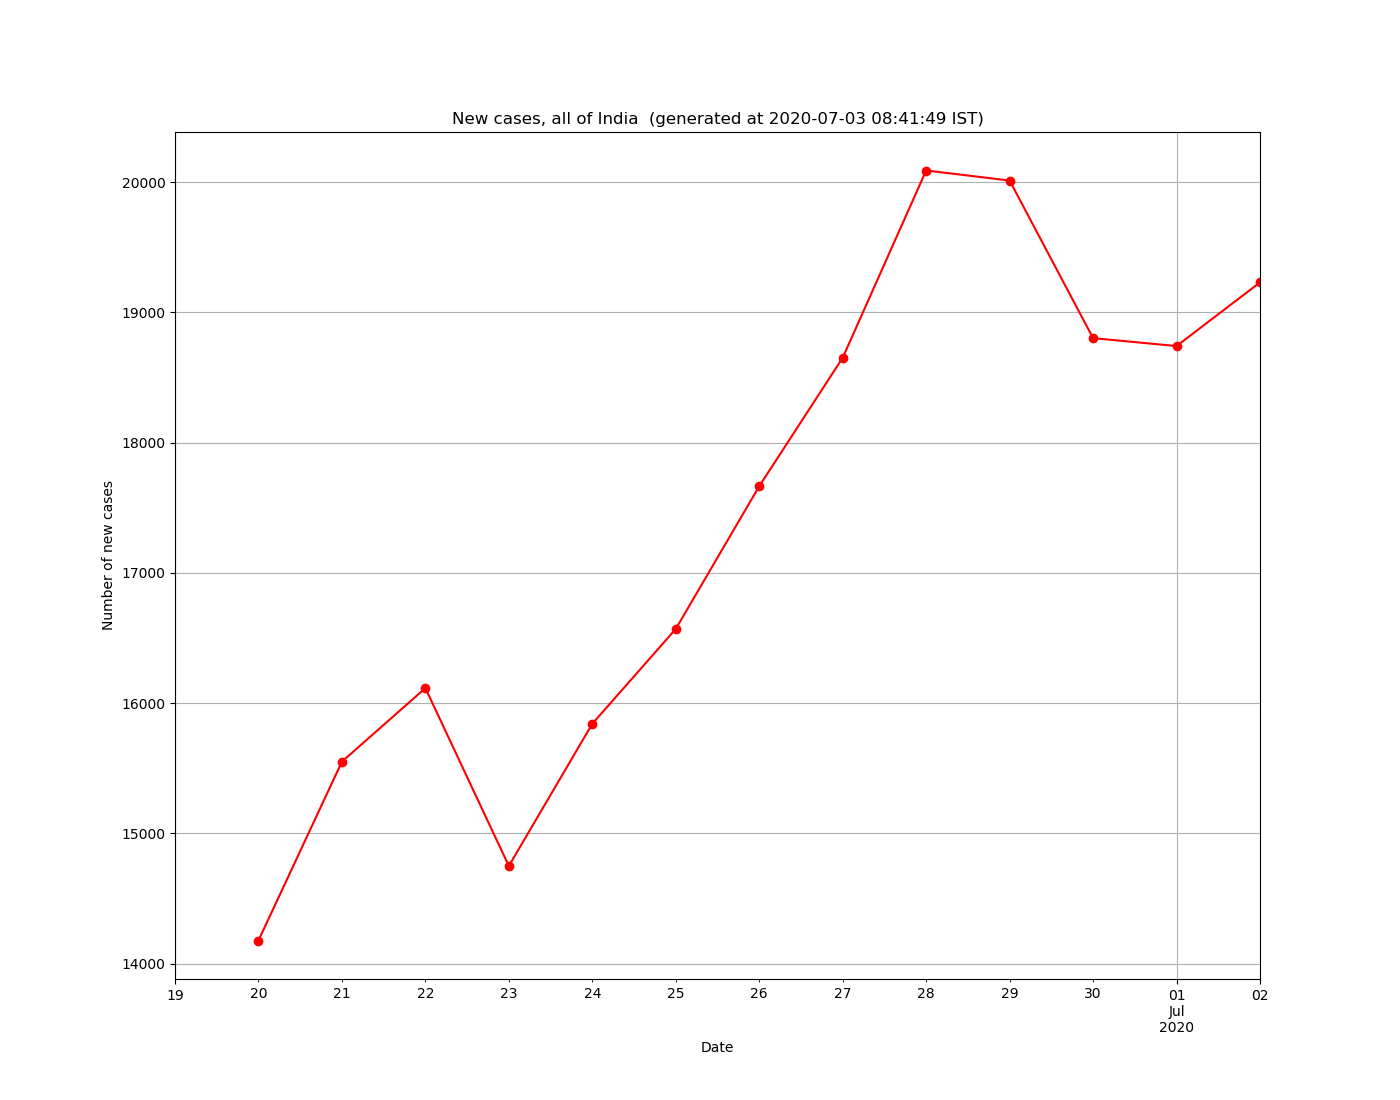 New cases, all of India  (generated at 2020-07-03 08:41:49 IST)
20000
19000
18000
17000
16000
15000
14000
Number of new cases
19 20 21 22 23 24 25 26 27 28 29 30 01 02
Jul
2020
Date